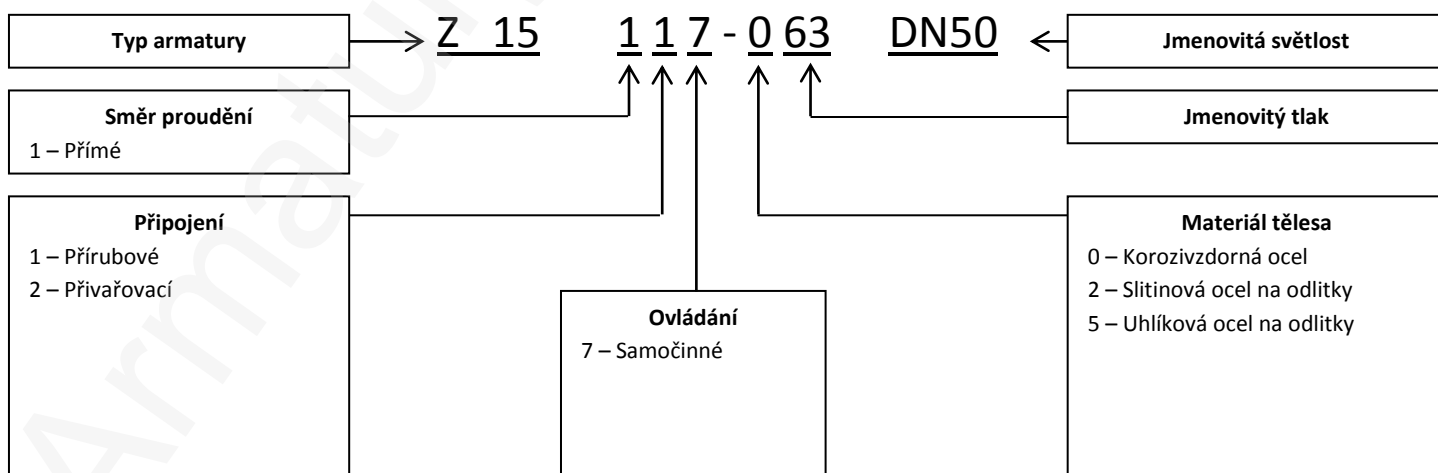 Typ armatury
Z 15 1 1 7 - 0 63 DN50
Jmenovitá světlost
Směr proudění
1 – Přímé
Jmenovitý tlak
Připojení
1 – Přírubové
2 – Přivařovací
Ovládání
7 – Samočinné
Materiál tělesa
0 – Korozivzdorná ocel
2 – Slitinová ocel na odlitky
5 – Uhlíková ocel na odlitky
Armatu